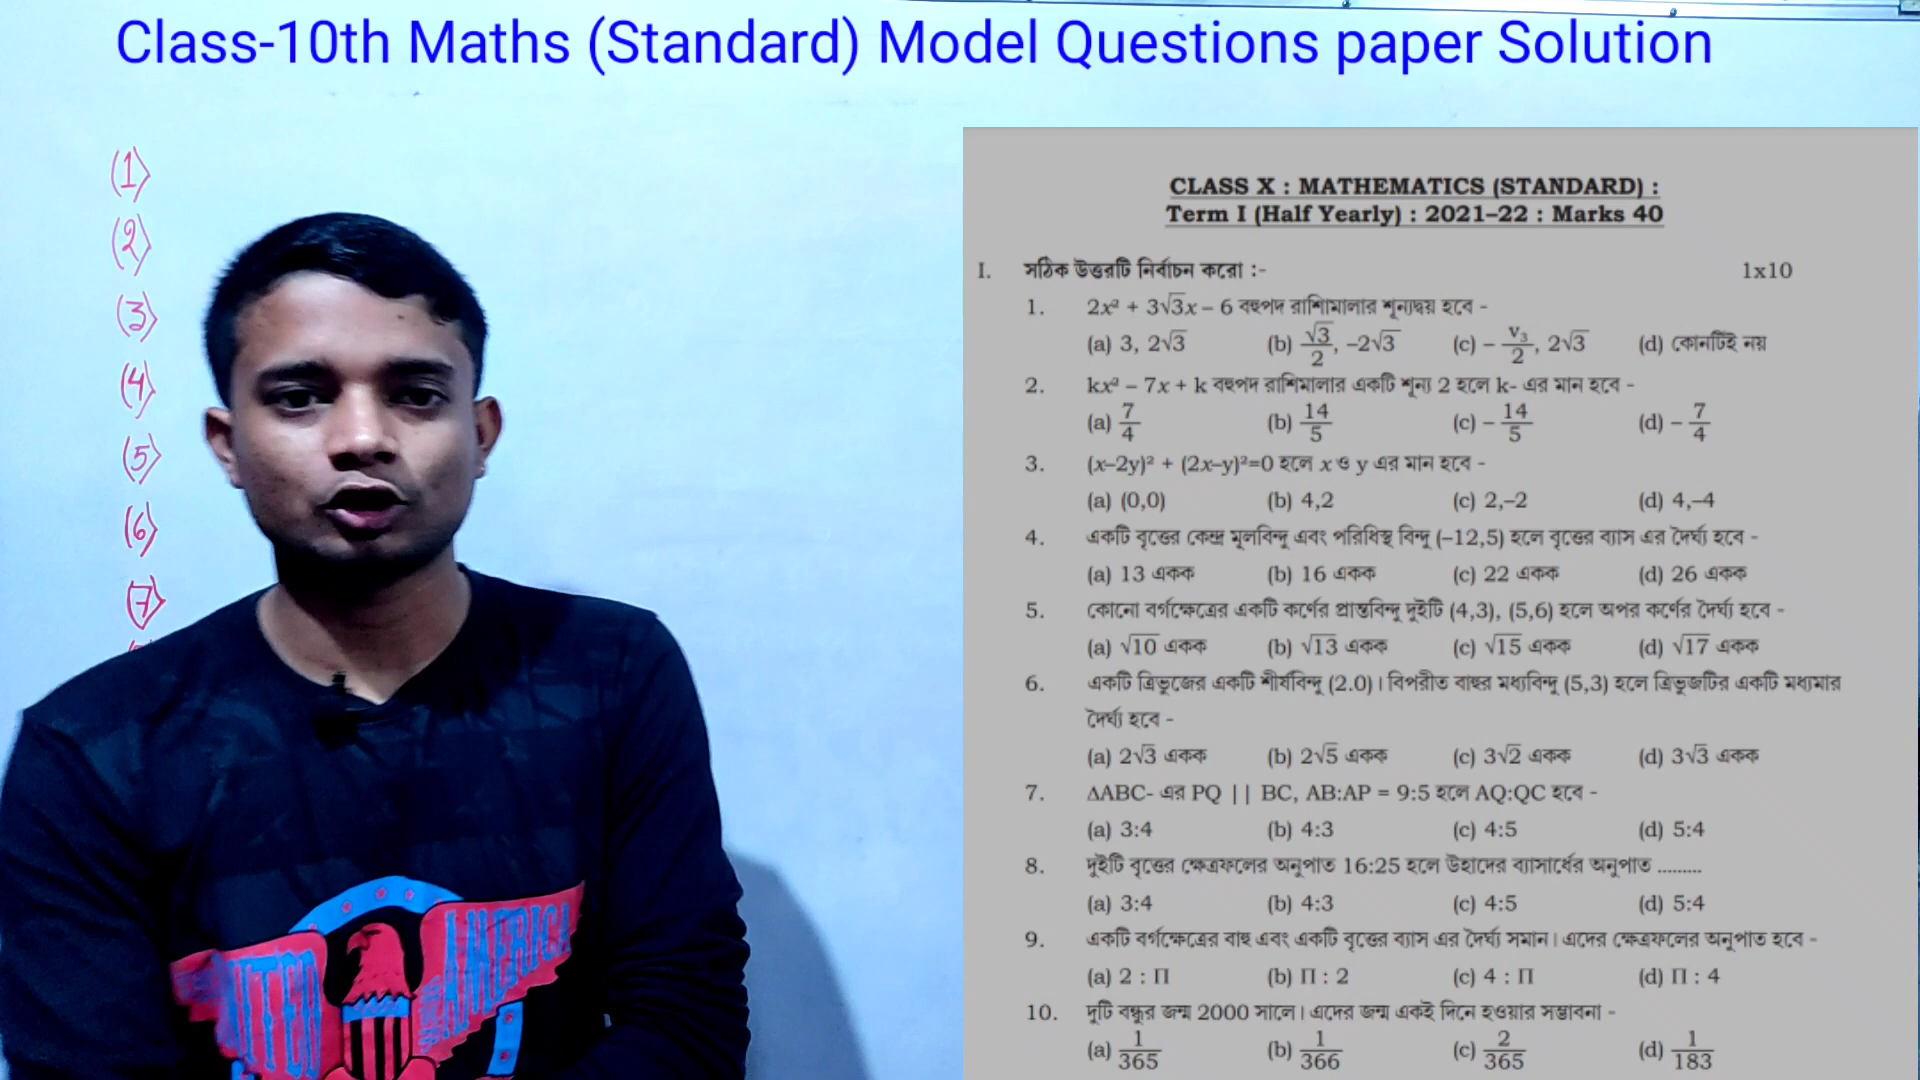 Class-10th Maths (Standard) Model Questions paper Solution
(1)
(2)
(3)
(4)
(5)
(6)
(7)
UNITED
AMERICA
CLASS X : MATHEMATICS (STANDARD) :
Term I (Half Yearly) : 2021–22 : Marks 40
I. সঠিক উত্তরটি নির্বাচন করো :- 1x10
1. 2x² + 3√3x – 6 বহুপদ রাশিামালার শূন্যদ্বয় হবে -
(a) 3, 2√3 (b) √3/2, –2√3 (c) – v3/2, 2√3 (d) কোনটিই নয়
2. kx² – 7x + k বহুপদ রাশিমালার একটি শূন্য 2 হলে k- এর মান হবে -
(a) 7/4 (b) 14/5 (c) – 14/5 (d) – 7/4
3. (x–2y)² + (2x–y)²=0 হলে x ও y এর মান হবে -
(a) (0,0) (b) 4,2 (c) 2,–2 (d) 4,–4
4. একটি বৃত্তের কেন্দ্র মূলবিন্দু এবং পরিধিস্থ বিন্দু (–12,5) হলে বৃত্তের ব্যাস এর দৈর্ঘ্য হবে -
(a) 13 একক (b) 16 একক (c) 22 একক (d) 26 একক
5. কোনো বর্গক্ষেত্রের একটি কর্ণের প্রান্তবিন্দু দুইটি (4,3), (5,6) হলে অপর কর্ণের দৈর্ঘ্য হবে -
(a) √10 একক (b) √13 একক (c) √15 একক (d) √17 একক
6. একটি ত্রিভুজের একটি শীর্ষবিন্দু (2.0)। বিপরীত বাহুর মধ্যবিন্দু (5,3) হলে ত্রিভুজটির একটি মধ্যমার
দৈর্ঘ্য হবে -
(a) 2√3 একক (b) 2√5 একক (c) 3√2 একক (d) 3√3 একক
7. ΔABC- এর PQ || BC, AB:AP = 9:5 হলে AQ:QC হবে -
(a) 3:4 (b) 4:3 (c) 4:5 (d) 5:4
8. দুইটি বৃত্তের ক্ষেত্রফলের অনুপাত 16:25 হলে উহাদের ব্যাসার্ধের অনুপাত .........
(a) 3:4 (b) 4:3 (c) 4:5 (d) 5:4
9. একটি বর্গক্ষেত্রের বাহু এবং একটি বৃত্তের ব্যাস এর দৈর্ঘ্য সমান। এদের ক্ষেত্রফলের অনুপাত হবে -
(a) 2 : Π (b) Π : 2 (c) 4 : Π (d) Π : 4
10. দুটি বন্ধুর জন্ম 2000 সালে। এদের জন্ম একই দিনে হওয়ার সম্ভাবনা -
(a) 1/365 (b) 1/366 (c) 2/365 (d) 1/183